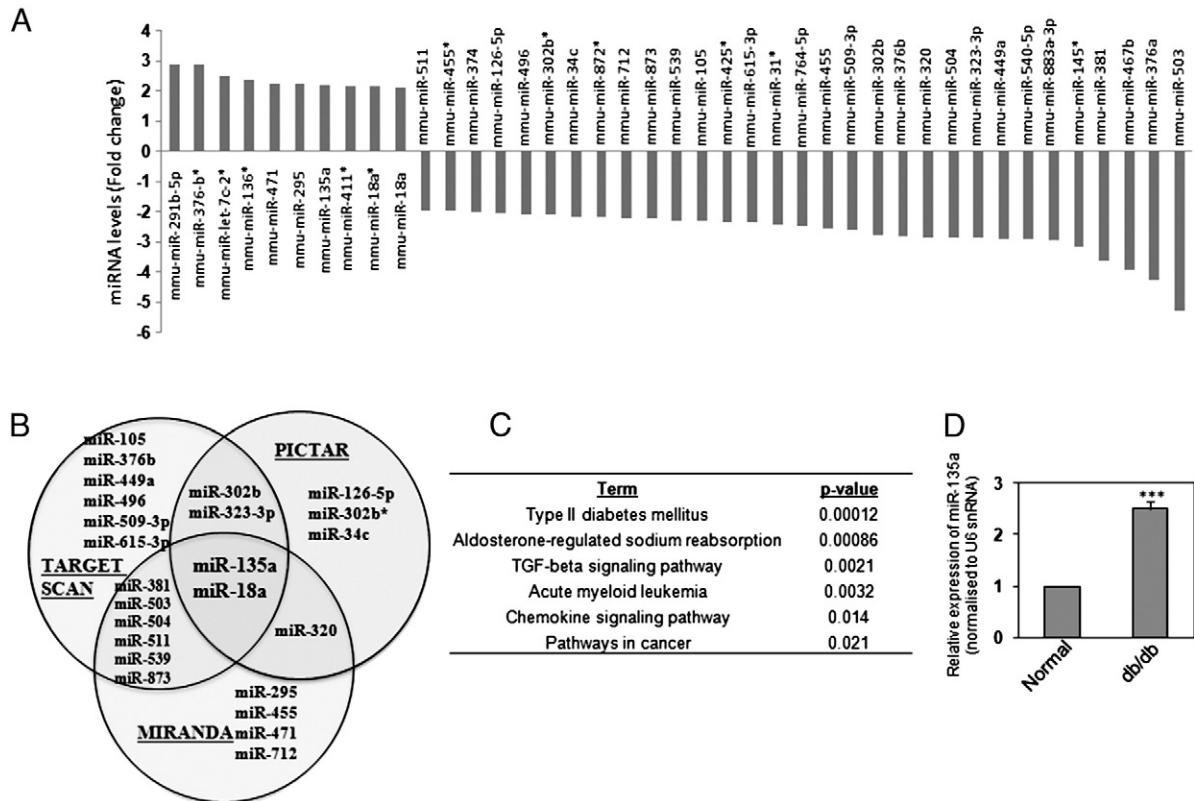 A
miRNA levels (Fold change)
4
3
2
1
0
-1
-2
-3
-4
-5
-6
mmu-miR-291b-5p
mmu-miR-376-b*
mmu-miR-let-7c-2*
mmu-miR-136*
mmu-miR-471
mmu-miR-295
mmu-miR-135a
mmu-miR-411*
mmu-miR-18a*
mmu-miR-18a
mmu-miR-511
mmu-miR-455*
mmu-miR-374
mmu-miR-126-5p
mmu-miR-496
mmu-miR-302b*
mmu-miR-34c
mmu-miR-872*
mmu-miR-712
mmu-miR-873
mmu-miR-539
mmu-miR-105
mmu-miR-425*
mmu-miR-615-3p
mmu-miR-31*
mmu-miR-764-5p
mmu-miR-455
mmu-miR-509-3p
mmu-miR-302b
mmu-miR-376b
mmu-miR-320
mmu-miR-504
mmu-miR-323-3p
mmu-miR-449a
mmu-miR-540-5p
mmu-miR-883a-3p
mmu-miR-145*
mmu-miR-381
mmu-miR-467b
mmu-miR-376a
mmu-miR-503
B
miR-105
miR-376b
miR-449a
miR-496
miR-509-3p
miR-615-3p
TARGET
SCAN
miR-302b
miR-323-3p
PICTAR
miR-126-5p
miR-302b*
miR-34c
miR-135a
miR-18a
miR-381
miR-503
miR-504
miR-511
miR-539
miR-873
miR-320
MIRANDA
miR-295
miR-455
miR-471
miR-712
C
Term p-value
Type II diabetes mellitus 0.00012
Aldosterone-regulated sodium reabsorption 0.00086
TGF-beta signaling pathway 0.0021
Acute myeloid leukemia 0.0032
Chemokine signaling pathway 0.014
Pathways in cancer 0.021
D
Relative expression of miR-135a
(normalised to U6 snRNA)
3
2
1
0
***
Normal
db/db